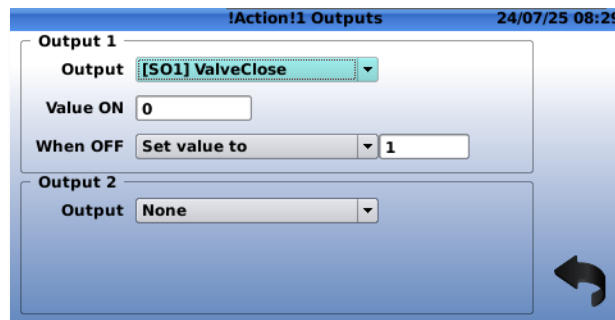 !Action!1 Outputs 24/07/25 08:29
Output 1
Output [SO1] ValveClose
Value ON 0
When OFF Set value to 1
Output 2
Output None